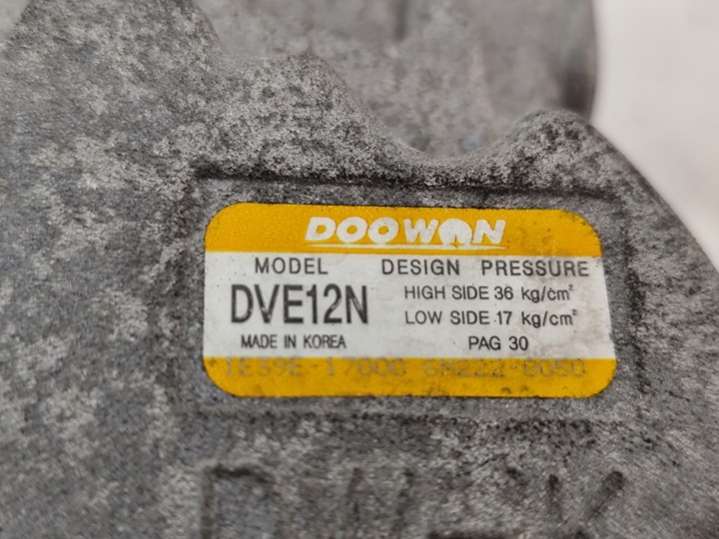 DOOWON
MODEL
DVE12N
MADE IN KOREA
DESIGN PRESSURE
HIGH SIDE 36 kg/cm²
LOW SIDE 17 kg/cm²
PAG 30